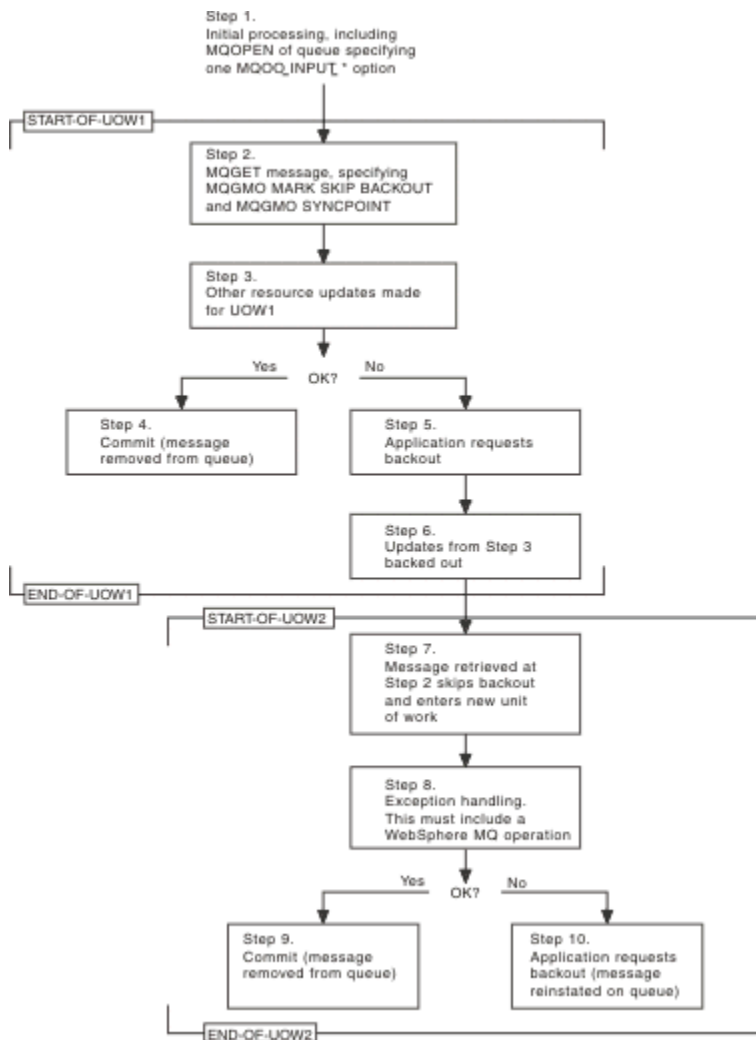 Step 1.
Initial processing, including
MQOPEN of queue specifying
one MQOO_INPUT_* option
START-OF-UOW1
Step 2.
MQGET message, specifying
MQGMO MARK SKIP BACKOUT
and MQGMO SYNCPOINT
Step 3.
Other resource updates made
for UOW1
Yes
OK?
No
Step 4.
Commit (message
removed from queue)
Step 5.
Application requests
backout
Step 6.
Updates from Step 3
backed out
END-OF-UOW1
START-OF-UOW2
Step 7.
Message retrieved at
Step 2 skips backout
and enters new unit
of work
Step 8.
Exception handling.
This must include a
WebSphere MQ operation
Yes
OK?
No
Step 9.
Commit (message
removed from queue)
Step 10.
Application requests
backout (message
reinstated on queue)
END-OF-UOW2